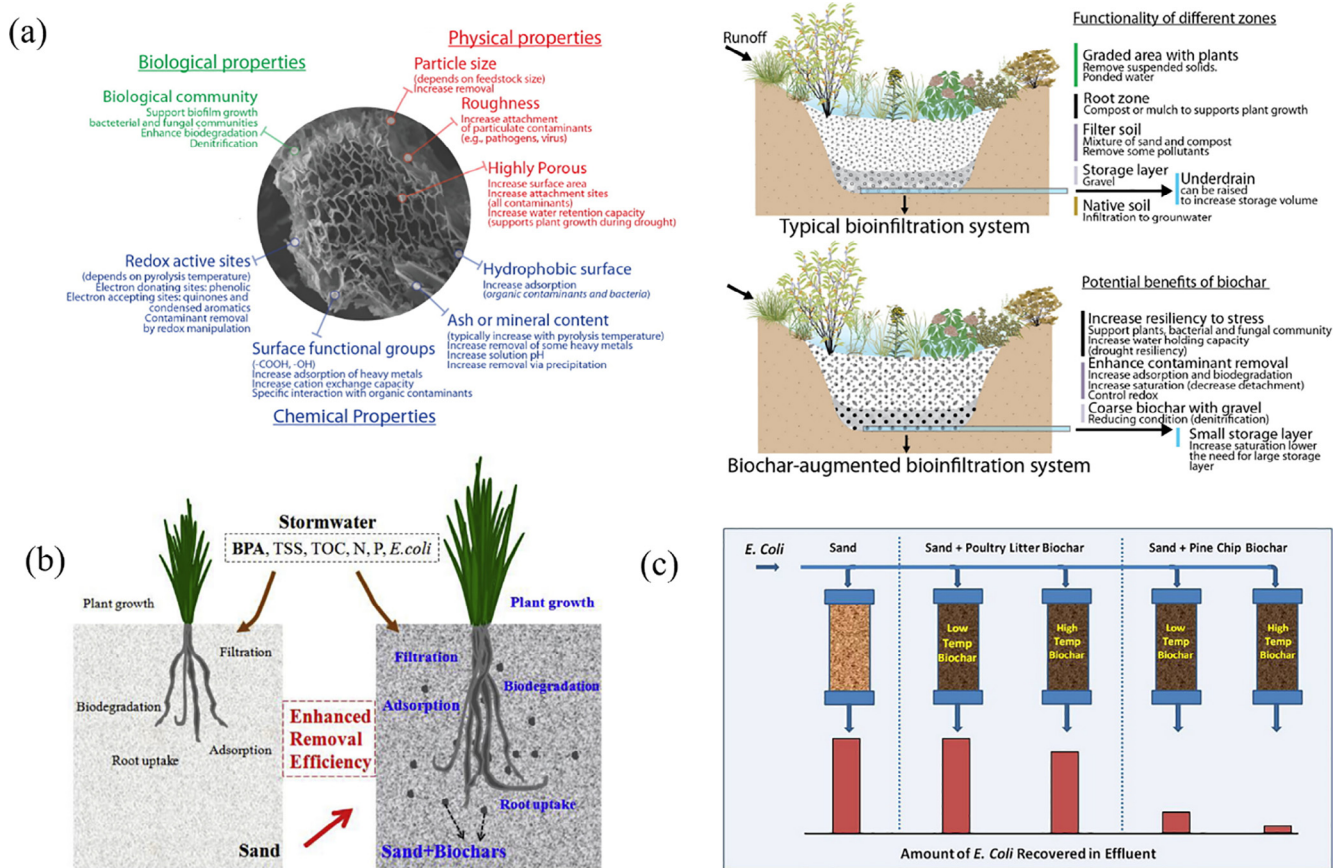 (a)
Biological properties
Biological community
Support biofilm growth
bacteterial and fungal communities
Enhance biodegradation
Denitrification
Physical properties
Particle size
(depends on feedstock size)
Increase removal
Roughness
Increase attachment
of particulate contaminants
(e.g., pathogens, virus)
Highly Porous
Increase surface area
Increase attachment sites
(all contaminants)
Increase water retention capacity
(supports plant growth during drought)
Redox active sites
(depends on pyrolysis temperature)
Electron donating sites: phenolic
Electron accepting sites: quinones and
condensed aromatics
Contaminant removal
by redox manipulation
Hydrophobic surface
Increase adsorption
(organic contaminants and bacteria)
Ash or mineral content
(typically increase with pyrolysis temperature)
Increase removal of some heavy metals
Increase solution pH
Increase removal via precipitation
Surface functional groups
(-COOH, -OH)
Increase adsorption of heavy metals
Increase cation exchange capacity
Specific interaction with organic contaminants
Chemical Properties
Runoff
Functionality of different zones
Graded area with plants
Remove suspended solids.
Ponded water
Root zone
Compost or mulch to supports plant growth
Filter soil
Mixture of sand and compost
Remove some pollutants
Storage layer
Gravel
Underdrain
can be raised
to increase storage volume
Native soil
Infiltration to grounwater
Typical bioinfiltration system
Potential benefits of biochar
Increase resiliency to stress
Support plants, bacterial and fungal community
Increase water holding capacity
(drought resiliency)
Enhance contaminant removal
Increase adsorption and biodegradation
Increase saturation (decrease detachment)
Control redox
Coarse biochar with gravel
Reducing condition (denitrification)
Small storage layer
Increase saturation lower
the need for large storage
layer
Biochar-augmented bioinfiltration system
(b)
Stormwater
BPA, TSS, TOC, N, P, E.coli
Plant growth
Filtration
Biodegradation
Adsorption
Root uptake
Sand
Enhanced
Removal
Efficiency
Plant growth
Filtration
Biodegradation
Adsorption
Root uptake
Sand+Biochars
(c)
E. Coli
Sand
Sand + Poultry Litter Biochar
Sand + Pine Chip Biochar
Low
Temp
Biochar
High
Temp
Biochar
Low
Temp
Biochar
High
Temp
Biochar
Amount of E. Coli Recovered in Effluent